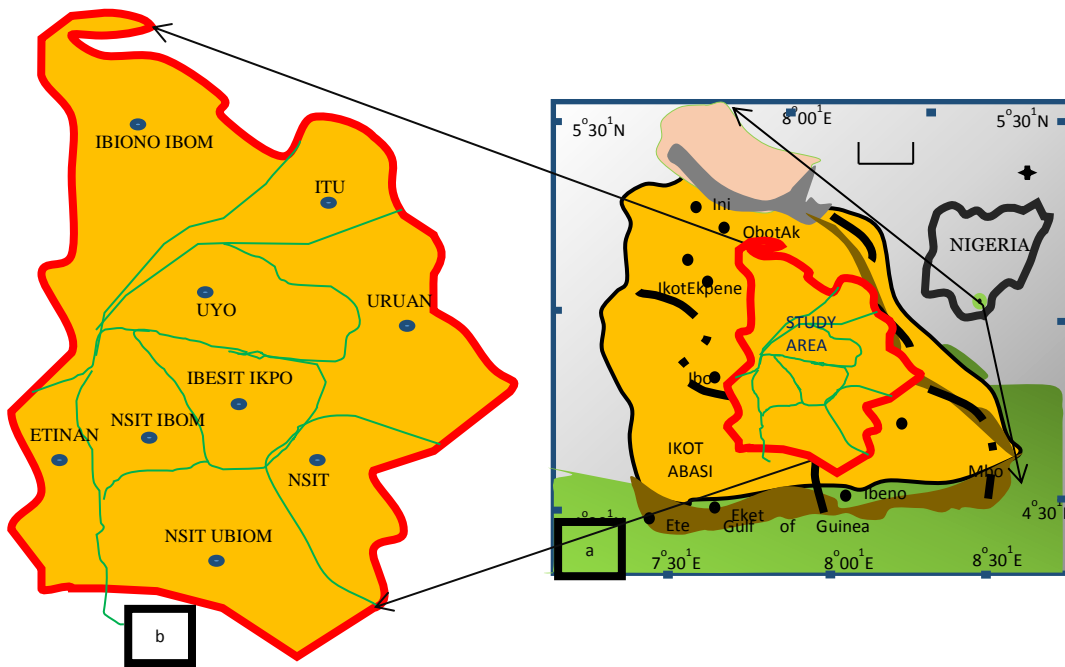 IBIONO IBOM
ITU
UYO
URUAN
IBESIT IKPO
NSIT IBOM
ETINAN
NSIT
NSIT UBIOM
b
5°30¹N
8°00¹E
5°30¹N
Ini
ObotAk
NIGERIA
IkotEkpene
STUDY
AREA
Ibo
IKOT
ABASI
Mbo
Ibeno
Eket
Ete
Gulf of Guinea
4°30¹
a
7°30¹E
8°00¹E
8°30¹E